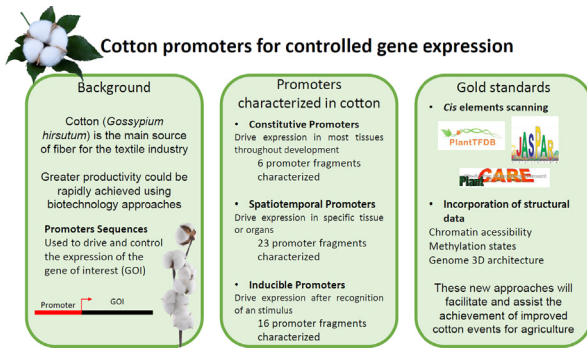 Cotton promoters for controlled gene expression
Background
Cotton (Gossypium
hirsutum) is the main source
of fiber for the textile industry
Greater productivity could be
rapidly achieved using
biotechnology approaches
Promoters Sequences
Used to drive and control
the expression of the
gene of interest (GOI)
Promoter
GOI
Promoters
characterized in cotton
• Constitutive Promoters
Drive expression in most tissues
throughout development
6 promoter fragments
characterized
• Spatiotemporal Promoters
Drive expression in specific tissue
or organs
23 promoter fragments
characterized
• Inducible Promoters
Drive expression after recognition
of an stimulus
16 promoter fragments
characterized
Gold standards
• Cis elements scanning
PlantTFDB
JASPAR
Plant CARE
• Incorporation of structural
data
Chromatin acessibility
Methylation states
Genome 3D architecture
These new approaches will
facilitate and assist the
achievement of improved
cotton events for agriculture